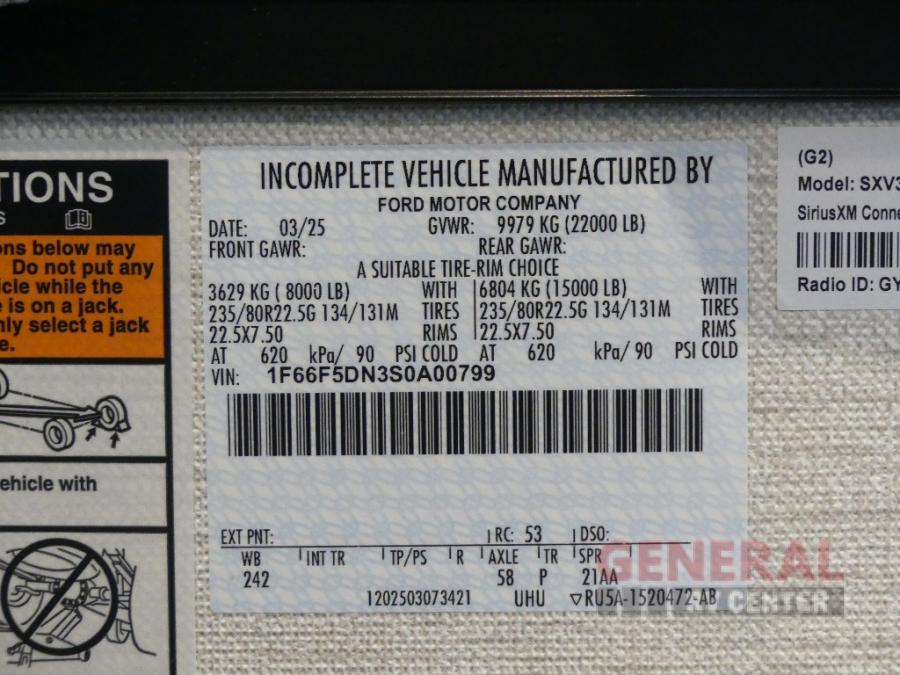 TIONS
S
ons below may
Do not put any
icle while the
e is on a jack.
nly select a jack
e.
ehicle with
INCOMPLETE VEHICLE MANUFACTURED BY
FORD MOTOR COMPANY
DATE: 03/25 GVWR: 9979 KG (22000 LB)
FRONT GAWR: REAR GAWR:
A SUITABLE TIRE-RIM CHOICE
3629 KG ( 8000 LB) WITH 6804 KG (15000 LB) WITH
235/80R22.5G 134/131M TIRES 235/80R22.5G 134/131M TIRES
22.5X7.50 RIMS 22.5X7.50 RIMS
AT 620 kPa/ 90 PSI COLD AT 620 kPa/ 90 PSI COLD
VIN: 1F66F5DN3S0A00799
EXT PNT: RC: 53 DSO:
WB INT TR TP/PS R AXLE TR SPR
242 58 P 21AA
1202503073421 UHU ▽RU5A-1520472-AB
(G2)
Model: SXV3
SiriusXM Conne
Radio ID: GY
GENERAL
RV CENTER